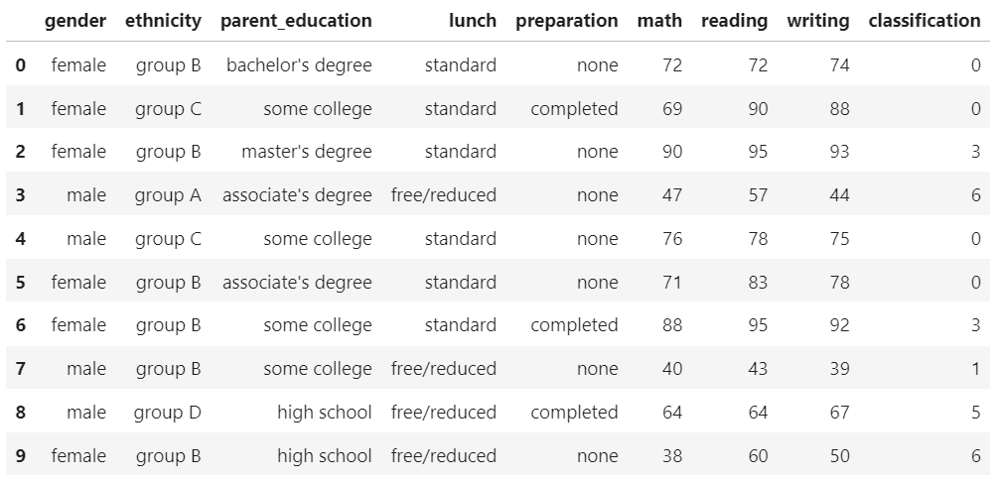 gender ethnicity parent_education lunch preparation math reading writing classification
0 female group B bachelor's degree standard none 72 72 74 0
1 female group C some college standard completed 69 90 88 0
2 female group B master's degree standard none 90 95 93 3
3 male group A associate's degree free/reduced none 47 57 44 6
4 male group C some college standard none 76 78 75 0
5 female group B associate's degree standard none 71 83 78 0
6 female group B some college standard completed 88 95 92 3
7 male group B some college free/reduced none 40 43 39 1
8 male group D high school free/reduced completed 64 64 67 5
9 female group B high school free/reduced none 38 60 50 6